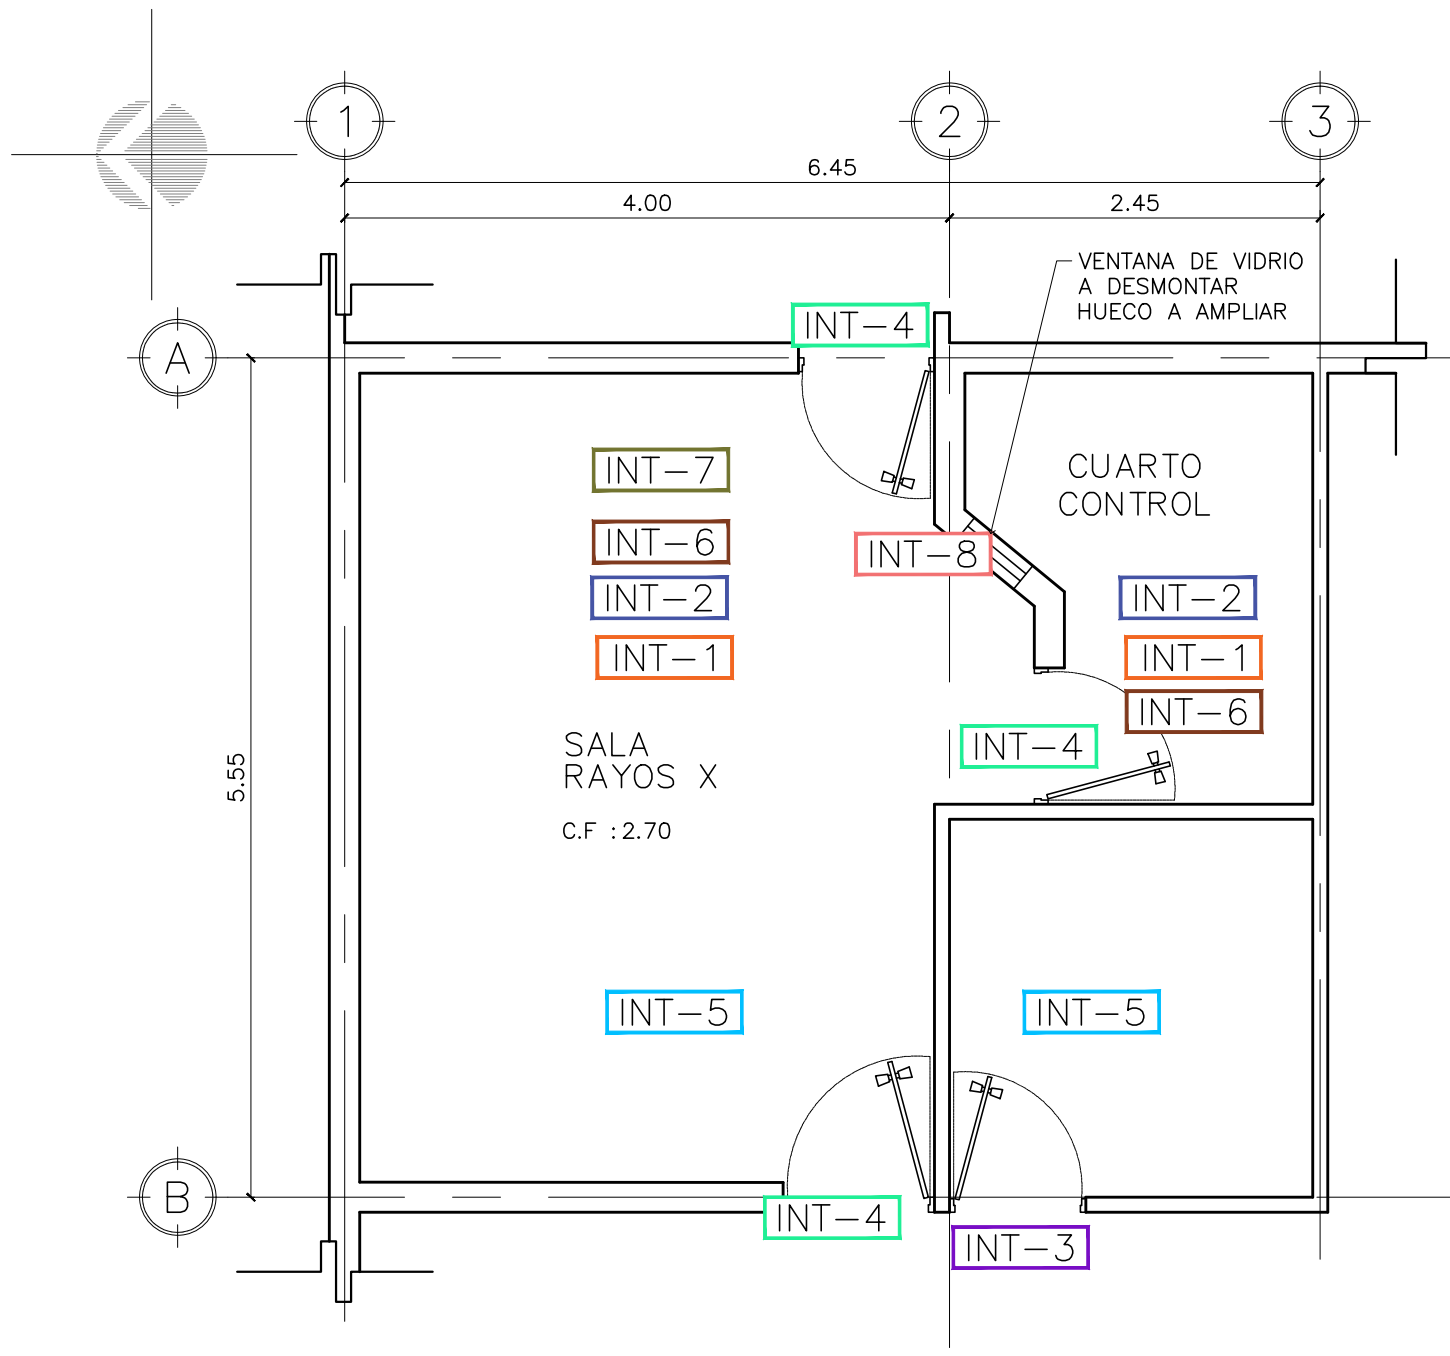 1
2
3
6.45
4.00
2.45
VENTANA DE VIDRIO
A DESMONTAR
HUECO A AMPLIAR
INT-4
A
INT-7
CUARTO
CONTROL
INT-6
INT-8
INT-2
INT-2
INT-1
INT-1
INT-6
SALA
RAYOS X
INT-4
5.55
C.F :2.70
INT-5
INT-5
B
INT-4
INT-3